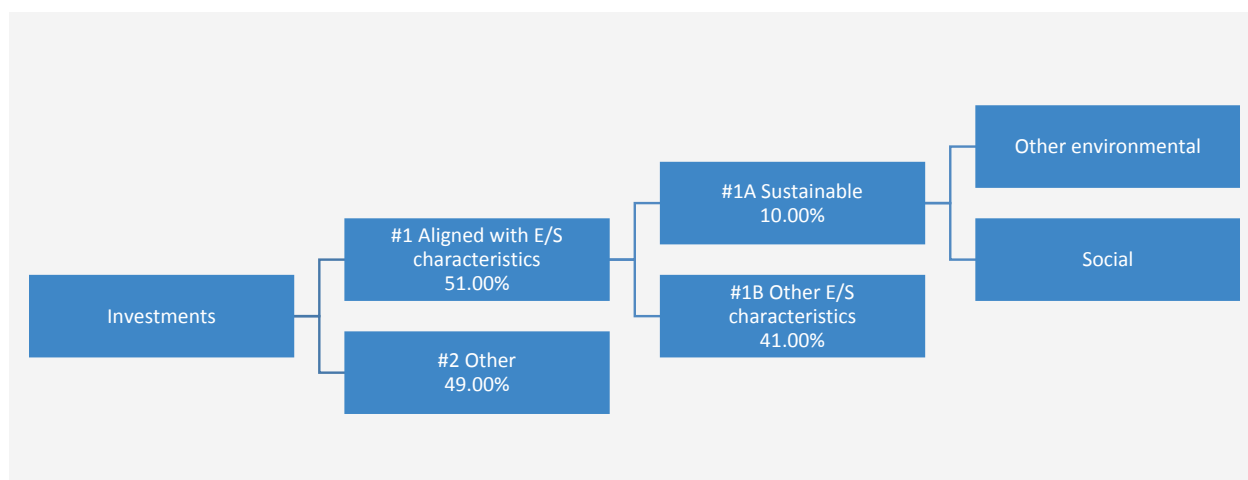 Investments
#1 Aligned with E/S
characteristics
51.00%
#2 Other
49.00%
#1A Sustainable
10.00%
#1B Other E/S
characteristics
41.00%
Other environmental
Social